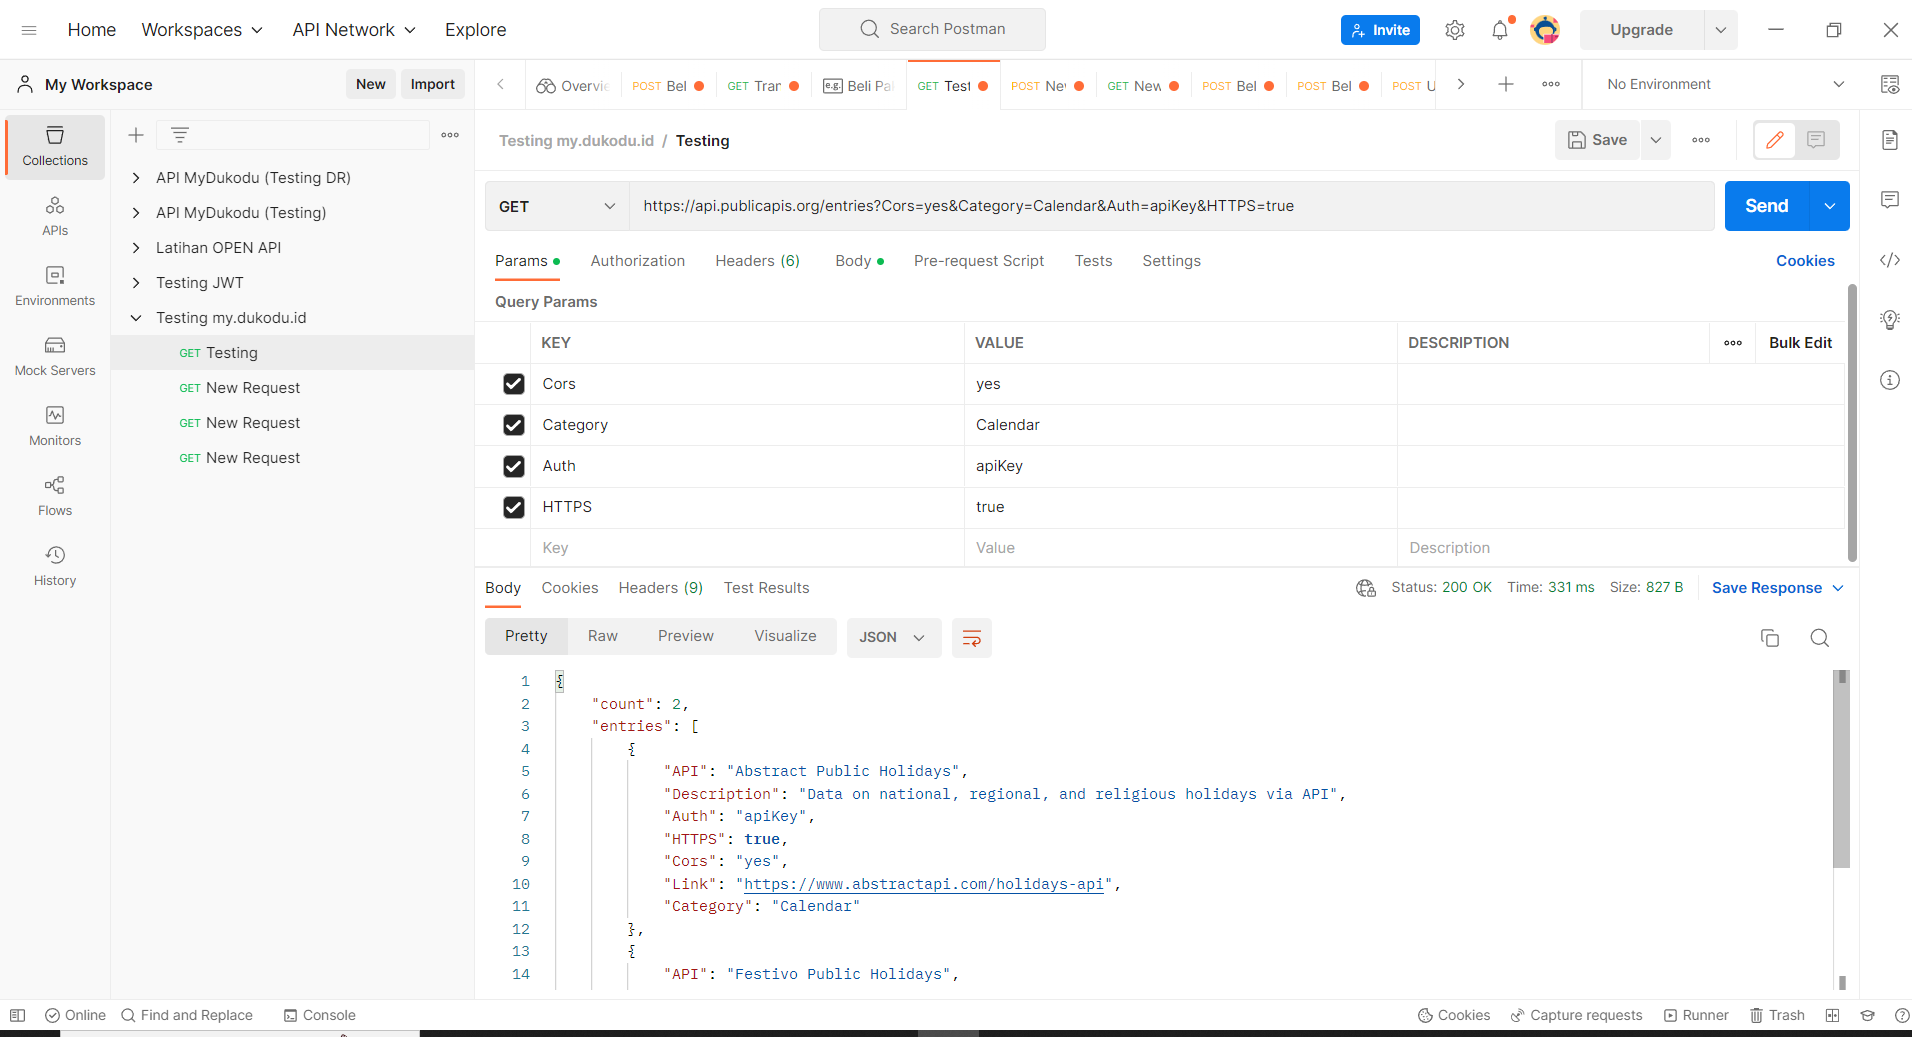 Home Workspaces API Network Explore Search Postman Invite Upgrade
My Workspace New Import Overvie POST Bel GET Trar e.g. Beli Pa GET Test POST Ne GET New POST Bel POST Bel POST U No Environment
Collections
APIs
Environments
Mock Servers
Monitors
Flows
History
API MyDukodu (Testing DR)
API MyDukodu (Testing)
Latihan OPEN API
Testing JWT
Testing my.dukodu.id
GET Testing
GET New Request
GET New Request
GET New Request
Testing my.dukodu.id / Testing Save
GET https://api.publicapis.org/entries?Cors=yes&Category=Calendar&Auth=apiKey&HTTPS=true Send
Params Authorization Headers (6) Body Pre-request Script Tests Settings Cookies
Query Params
KEY VALUE DESCRIPTION Bulk Edit
Cors yes
Category Calendar
Auth apiKey
HTTPS true
Key Value Description
Body Cookies Headers (9) Test Results Status: 200 OK Time: 331 ms Size: 827 B Save Response
Pretty Raw Preview Visualize JSON
1 {
2 "count": 2,
3 "entries": [
4 {
5 "API": "Abstract Public Holidays",
6 "Description": "Data on national, regional, and religious holidays via API",
7 "Auth": "apiKey",
8 "HTTPS": true,
9 "Cors": "yes",
10 "Link": "https://www.abstractapi.com/holidays-api",
11 "Category": "Calendar"
12 },
13 {
14 "API": "Festivo Public Holidays",
Online Find and Replace Console Cookies Capture requests Runner Trash